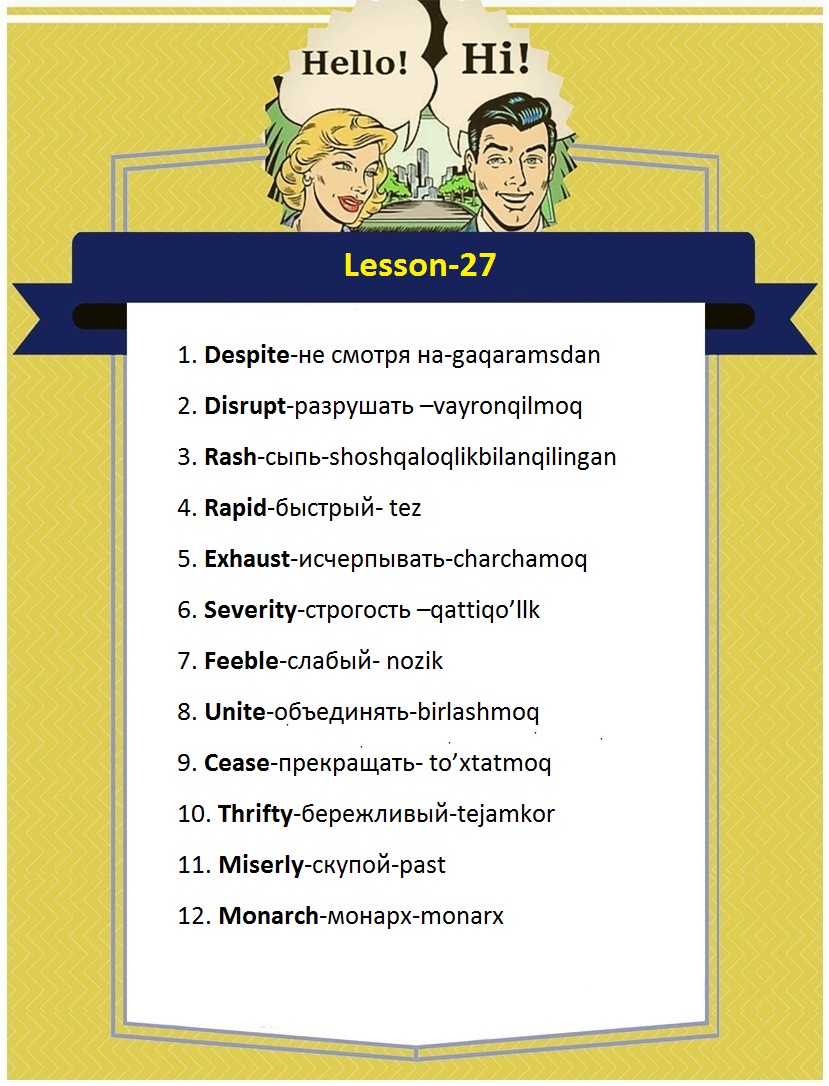 Hello!
Hi!
Lesson-27
1. Despite-не смотря на-gaqaramsdan
2. Disrupt-разрушать –vayronqilmoq
3. Rash-сыпь-shoshqaloqlikbilanqilingan
4. Rapid-быстрый- tez
5. Exhaust-исчерпывать-charchamoq
6. Severity-строгость –qattiqo’llk
7. Feeble-слабый- nozik
8. Unite-объединять-birlashmoq
9. Cease-прекращать- to’xtatmoq
10. Thrifty-бережливый-tejamkor
11. Miserly-скупой-past
12. Monarch-монарх-monarx